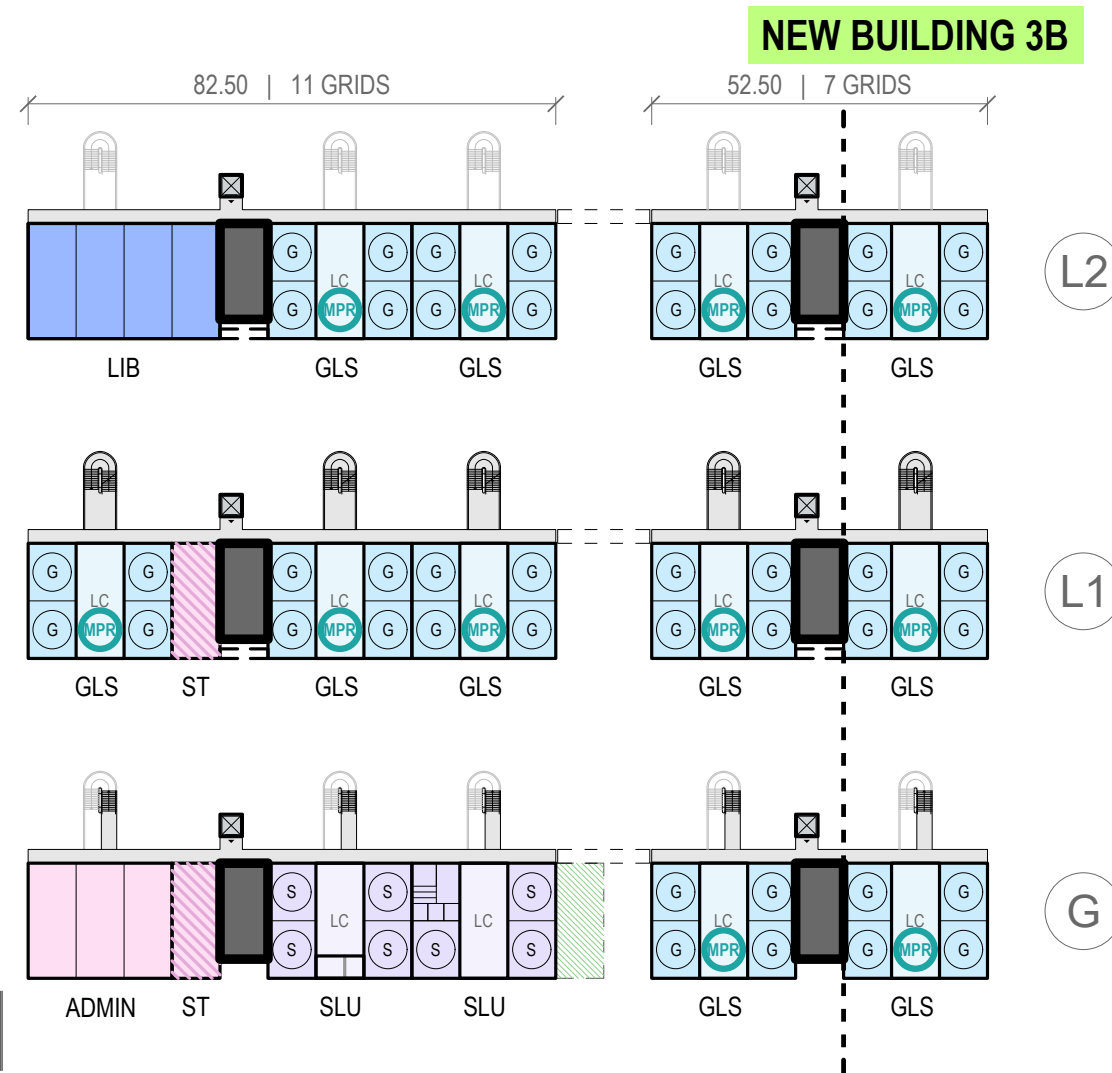 NEW BUILDING 3B
82.50 | 11 GRIDS
52.50 | 7 GRIDS
G LC G G LC G G LC G G LC G
G MPR G G MPR G G MPR G G MPR G
L2
LIB GLS GLS GLS GLS
G LC G G LC G G LC G G LC G G LC G
G MPR G G MPR G G MPR G G MPR G G MPR G
L1
GLS ST GLS GLS GLS GLS
S LC S LC S G LC G G LC G
S S S S G MPR G G MPR G
G
ADMIN ST SLU SLU GLS GLS